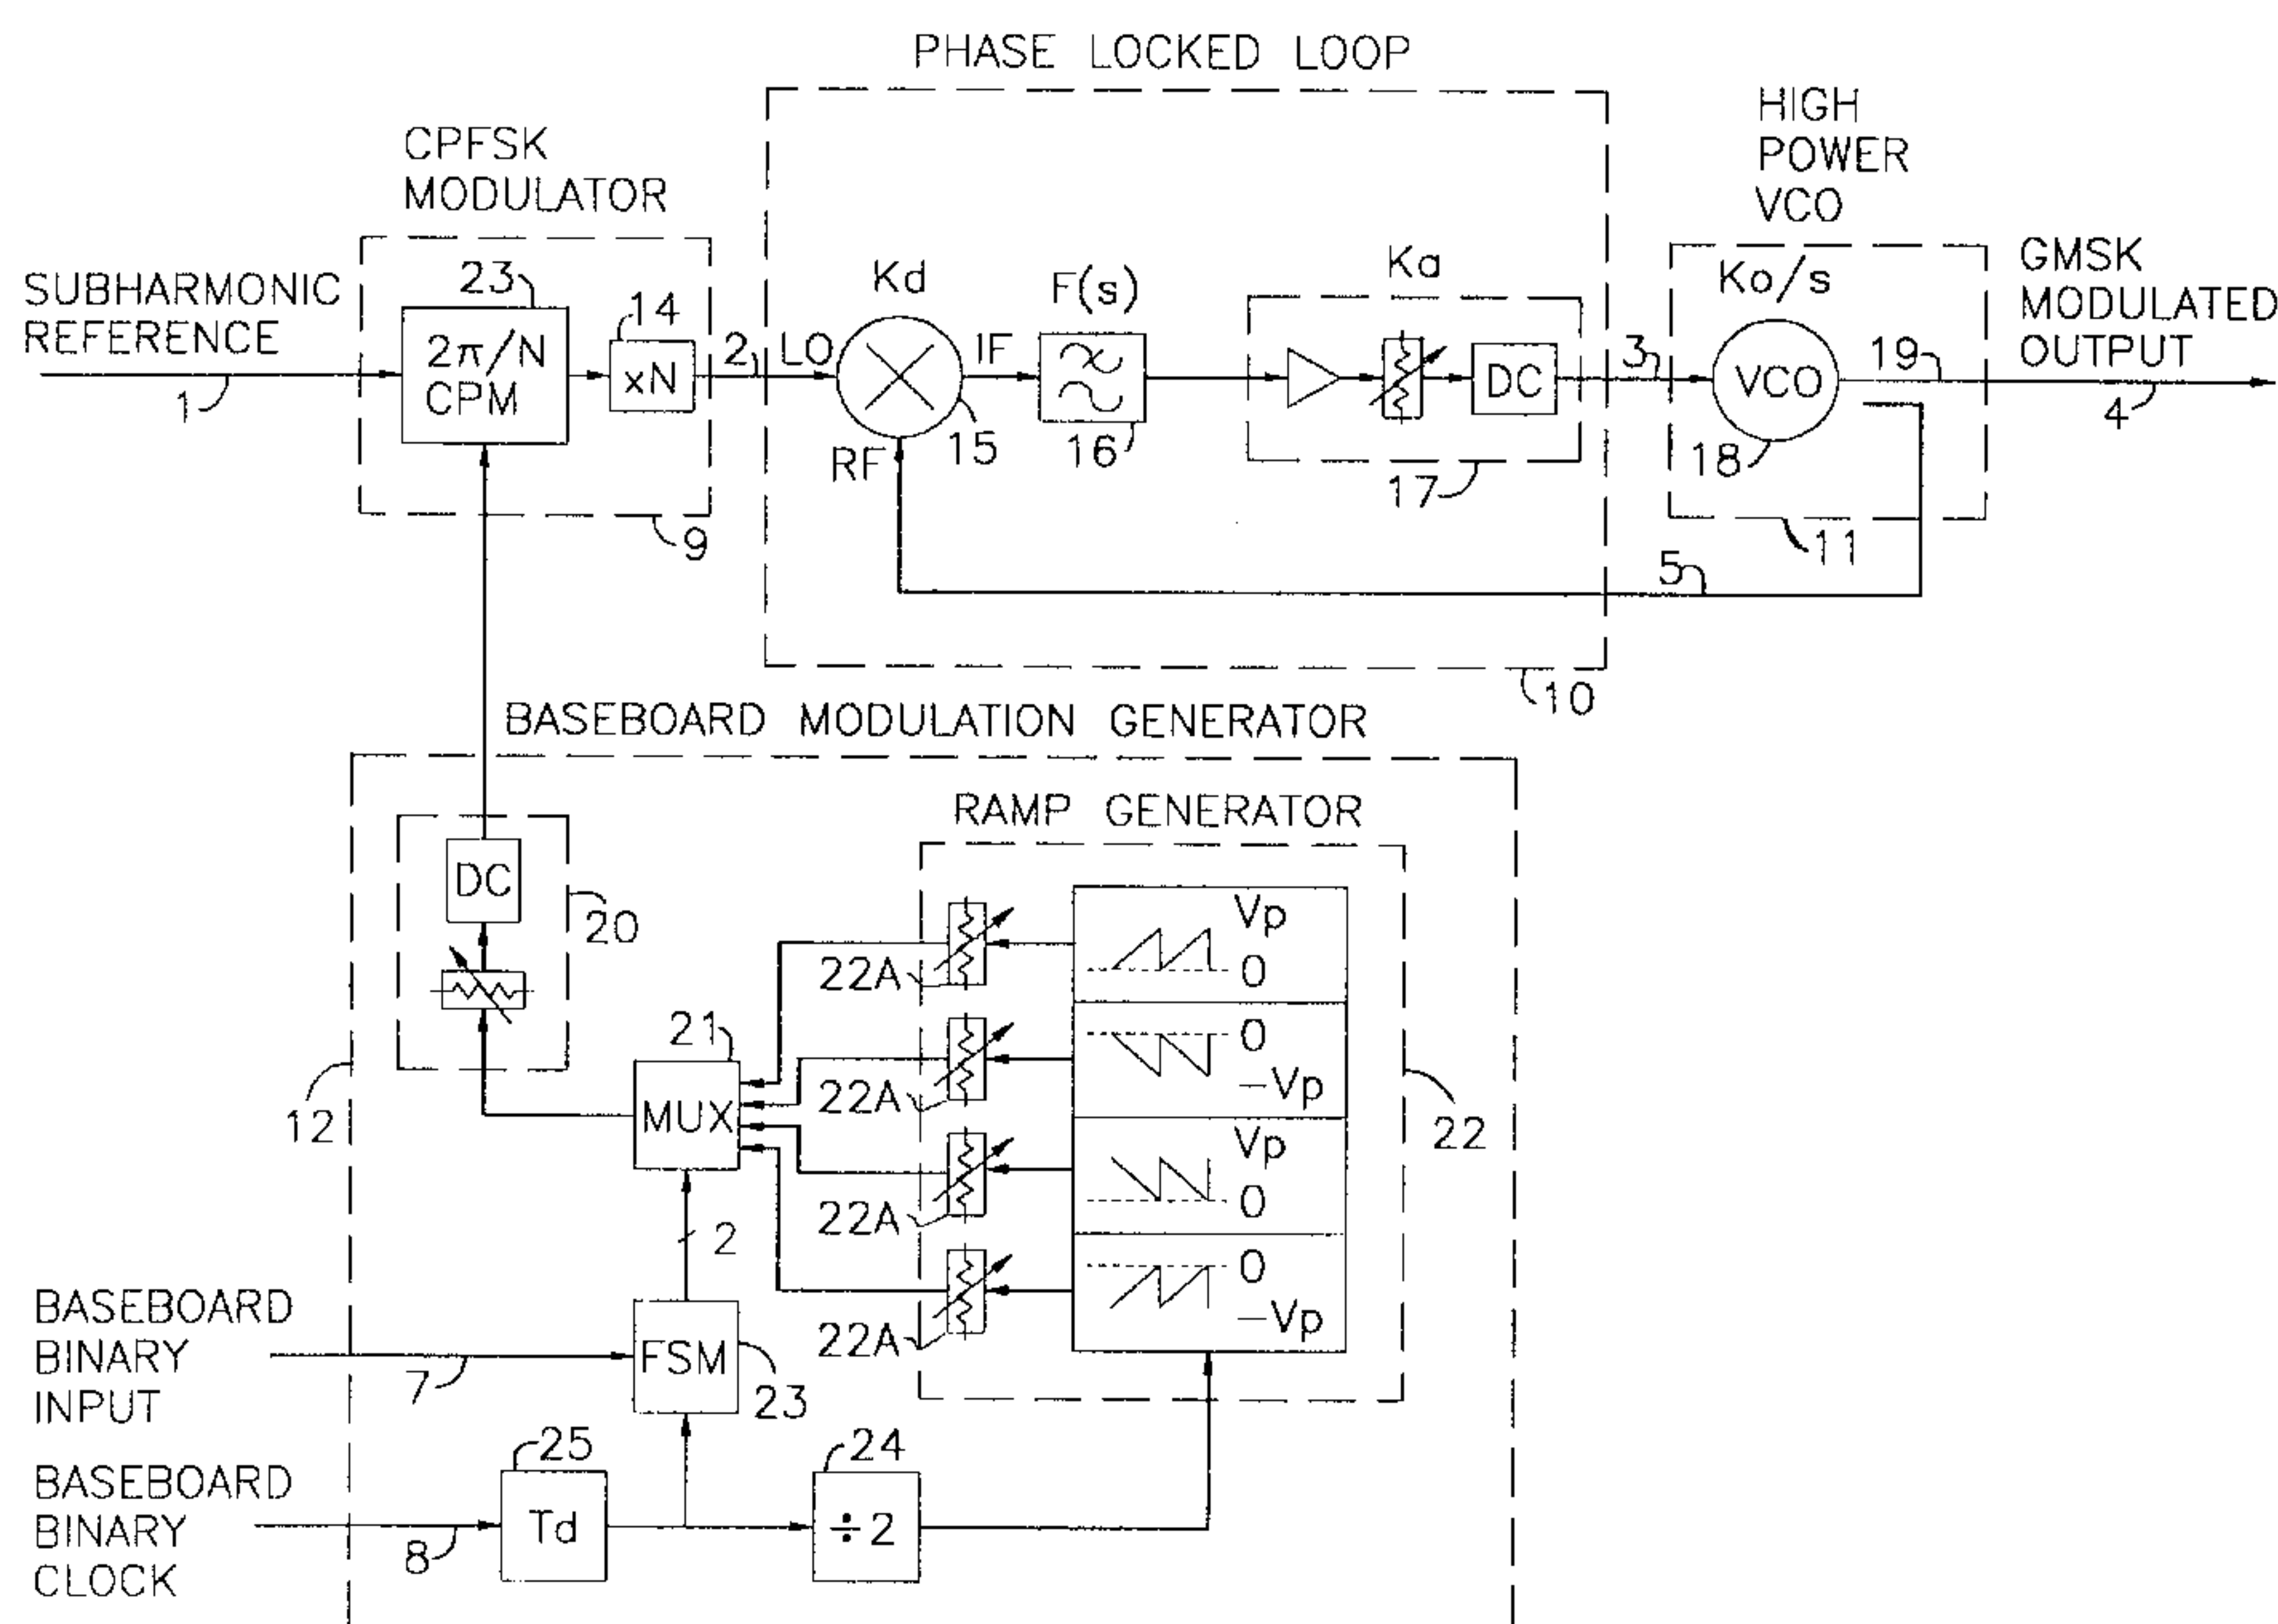 PHASE LOCKED LOOP
HIGH
POWER
VCO
CPFSK
MODULATOR
SUBHARMONIC
REFERENCE
1
23
2π/N
CPM
14
xN
2
9
LO
Kd
IF
RF
15
F(s)
16
Ka
DC
17
3
Ko/s
VCO
18
19
11
GMSK
MODULATED
OUTPUT
4
5
10
BASEBOARD MODULATION GENERATOR
RAMP GENERATOR
DC
20
12
21
MUX
22A
22A
22A
22A
Vp
0
0
-Vp
Vp
0
0
-Vp
22
2
BASEBOARD
BINARY
INPUT
7
FSM
23
BASEBOARD
BINARY
CLOCK
8
25
Td
24
÷2